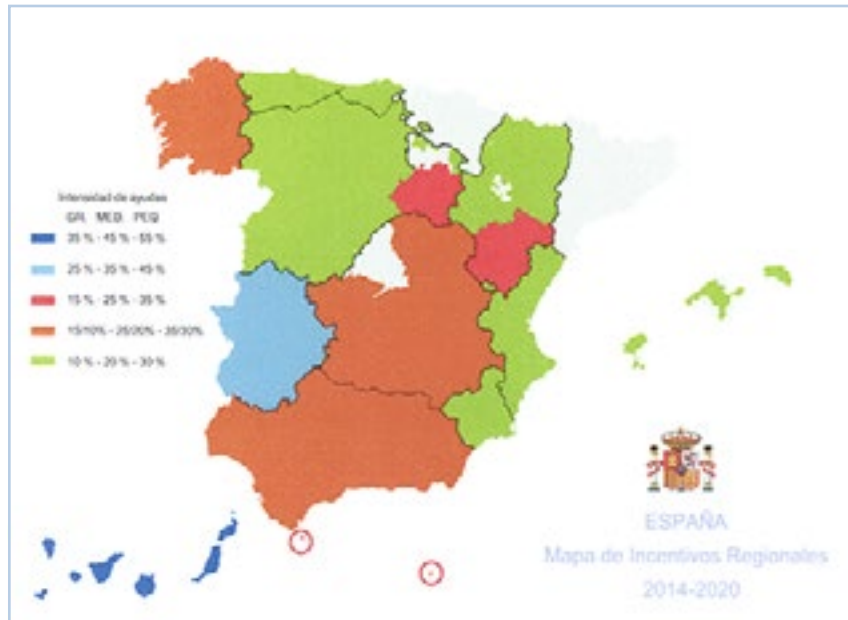 Intensidad de ayudas
GR. MED. PEQ.
35 % - 45 % - 55 %
25 % - 35 % - 45 %
15 % - 25 % - 35 %
15/10% - 25/20% - 35/30%
10 % - 20 % - 30 %
ESPAÑA
Mapa de Incentivos Regionales
2014-2020